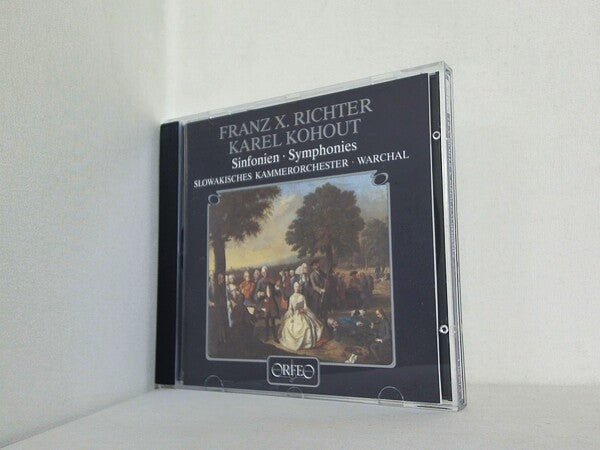 FRANZ X. RICHTER
KAREL KOHOUT
Sinfonien · Symphonies
SLOWAKISCHES KAMMERORCHESTER · WARCHAL
ORFEO